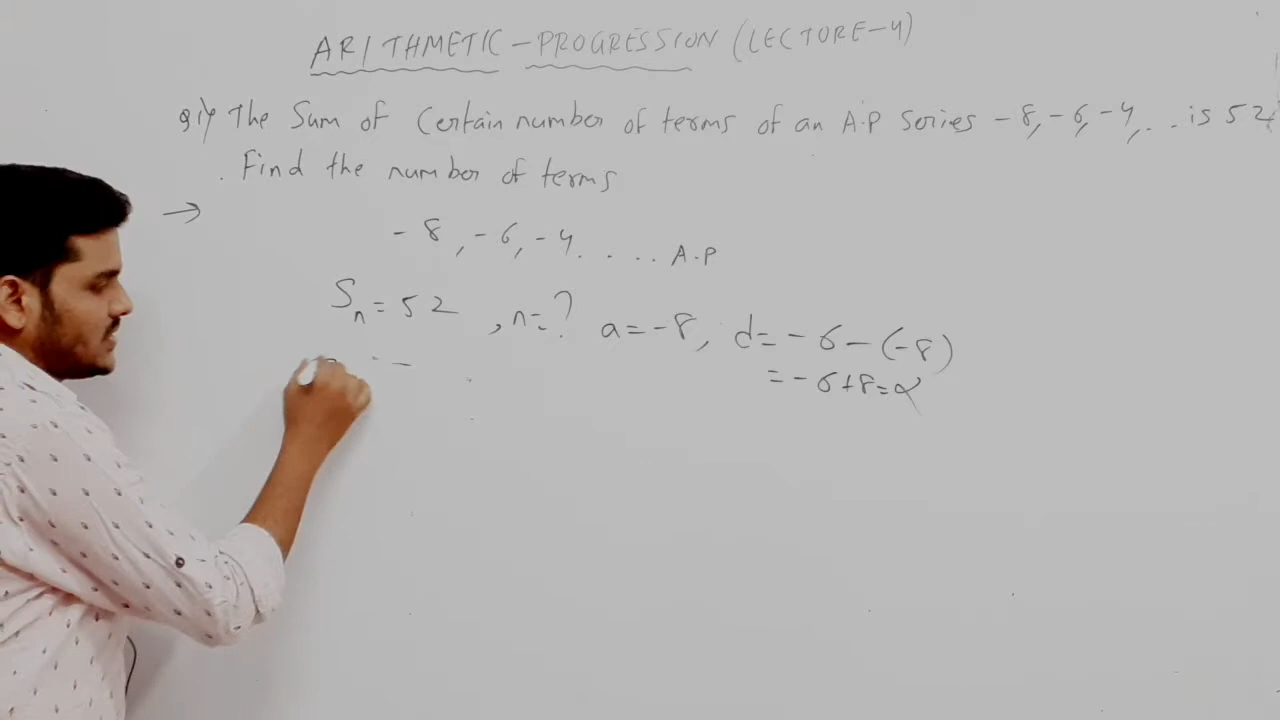 ARITHMETIC-PROGRESSION (LECTURE-4)
Q1) The Sum of Certain number of terms of an A.P Series -8, -6, -4, ... is 52.
Find the number of terms
→
-8, -6, -4 ..... A.P
Sn = 52, n=? a = -8, d = -6 - (-8)
= -6+8=2